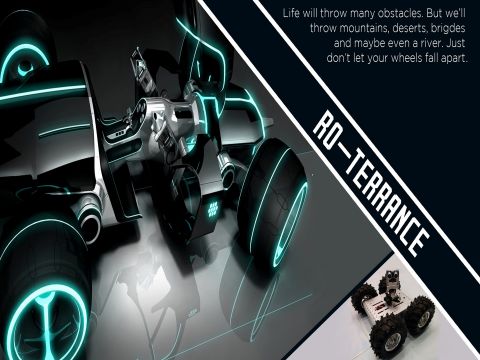 Life will throw many obstacles. But we'll
throw mountains, deserts, brigdes
and maybe even a river. Just
don't let your wheels fall apart.
RO-TERRANCE